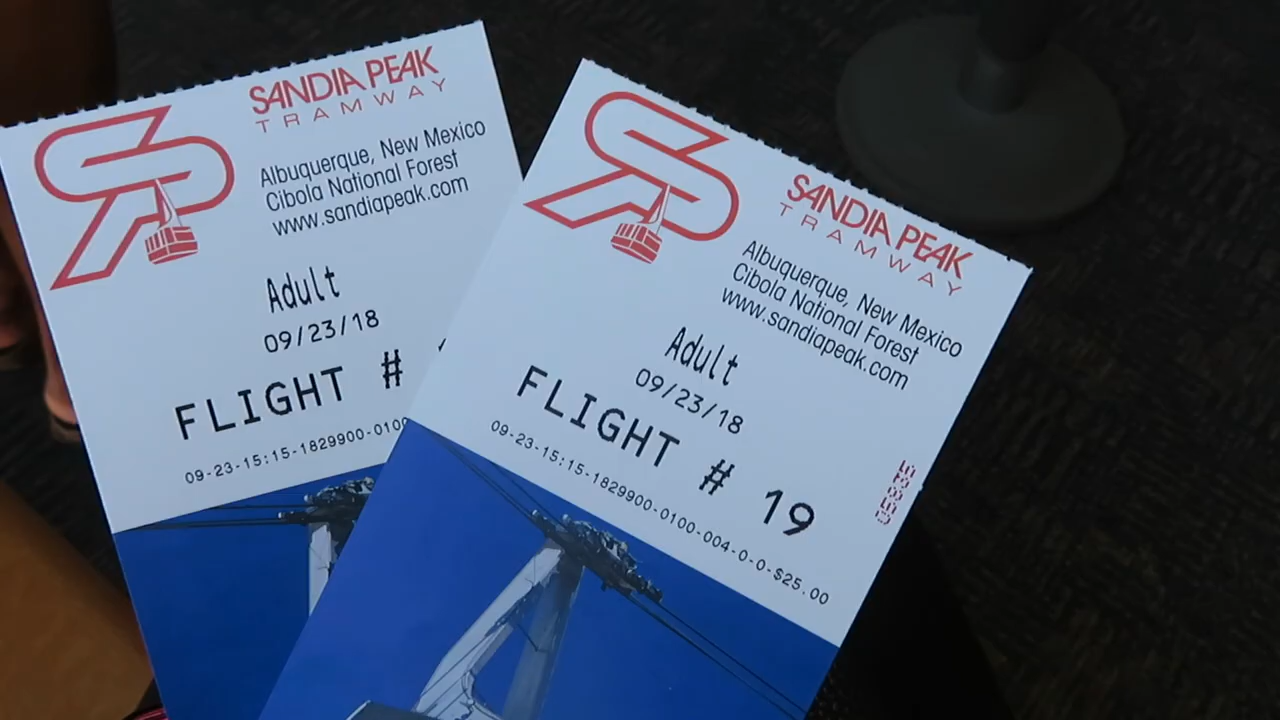 SANDIA PEAK
TRAMWAY
Albuquerque, New Mexico
Cibola National Forest
www.sandiapeak.com
Adult
09/23/18
FLIGHT #
09-23-15:15-1829900-0100
SP
SANDIA PEAK
TRAMWAY
Albuquerque, New Mexico
Cibola National Forest
www.sandiapeak.com
Adult
09/23/18
FLIGHT # 19
09-23-15:15-1829900-0100-004-0-0-$25.00